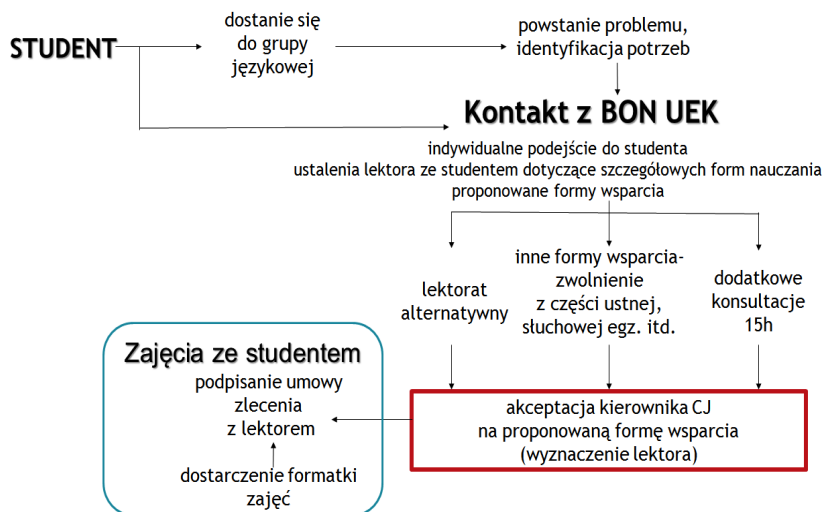 STUDENT
dostanie się
do grupy
językowej
powstanie problemu,
identyfikacja potrzeb
Kontakt z BON UEK
indywidualne podejście do studenta
ustalenia lektora ze studentem dotyczące szczegółowych form nauczania
proponowane formy wsparcia
lektorat
alternatywny
inne formy wsparcia-
zwolnienie
z części ustnej,
słuchowej egz. itd.
dodatkowe
konsultacje
15h
akceptacja kierownika CJ
na proponowaną formę wsparcia
(wyznaczenie lektora)
Zajęcia ze studentem
podpisanie umowy
zlecenia
z lektorem
dostarczenie formatki
zajęć